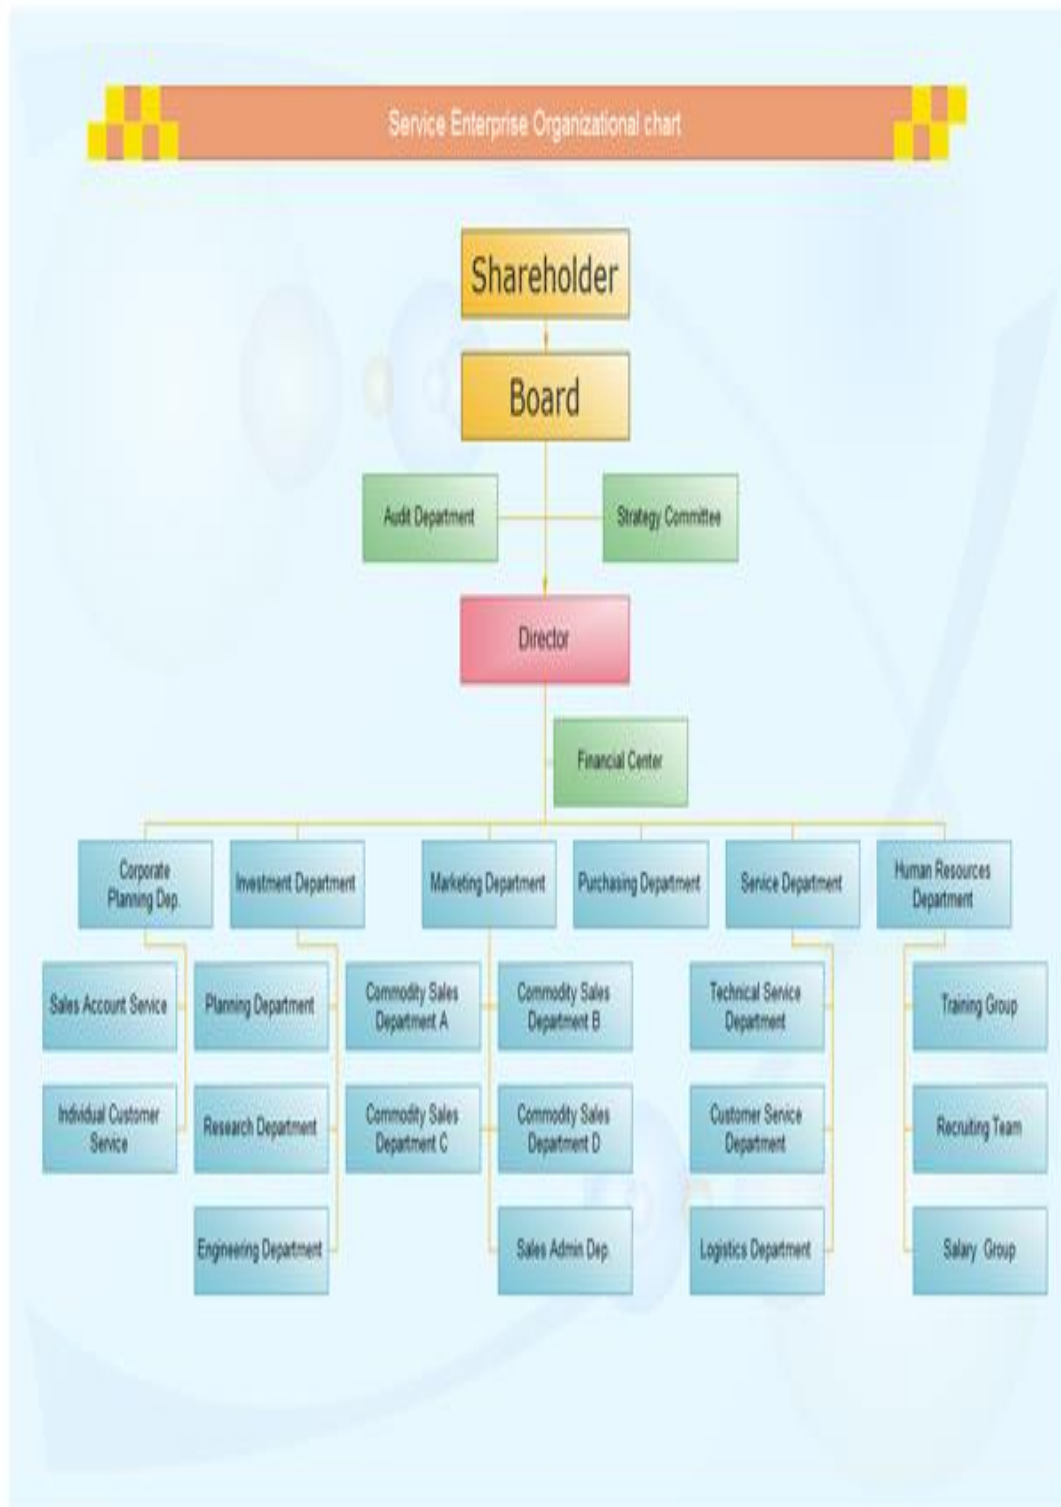 Service Enterprise Organizational chart
Shareholder
Board
Audit Department
Strategy Committee
Director
Financial Center
Corporate
Planning Dep.
Investment Department
Marketing Department
Purchasing Department
Service Department
Human Resources
Department
Sales Account Service
Planning Department
Commodity Sales
Department A
Commodity Sales
Department B
Technical Service
Department
Training Group
Individual Customer
Service
Research Department
Commodity Sales
Department C
Commodity Sales
Department D
Customer Service
Department
Recruiting Team
Engineering Department
Sales Admin Dep.
Logistics Department
Salary Group